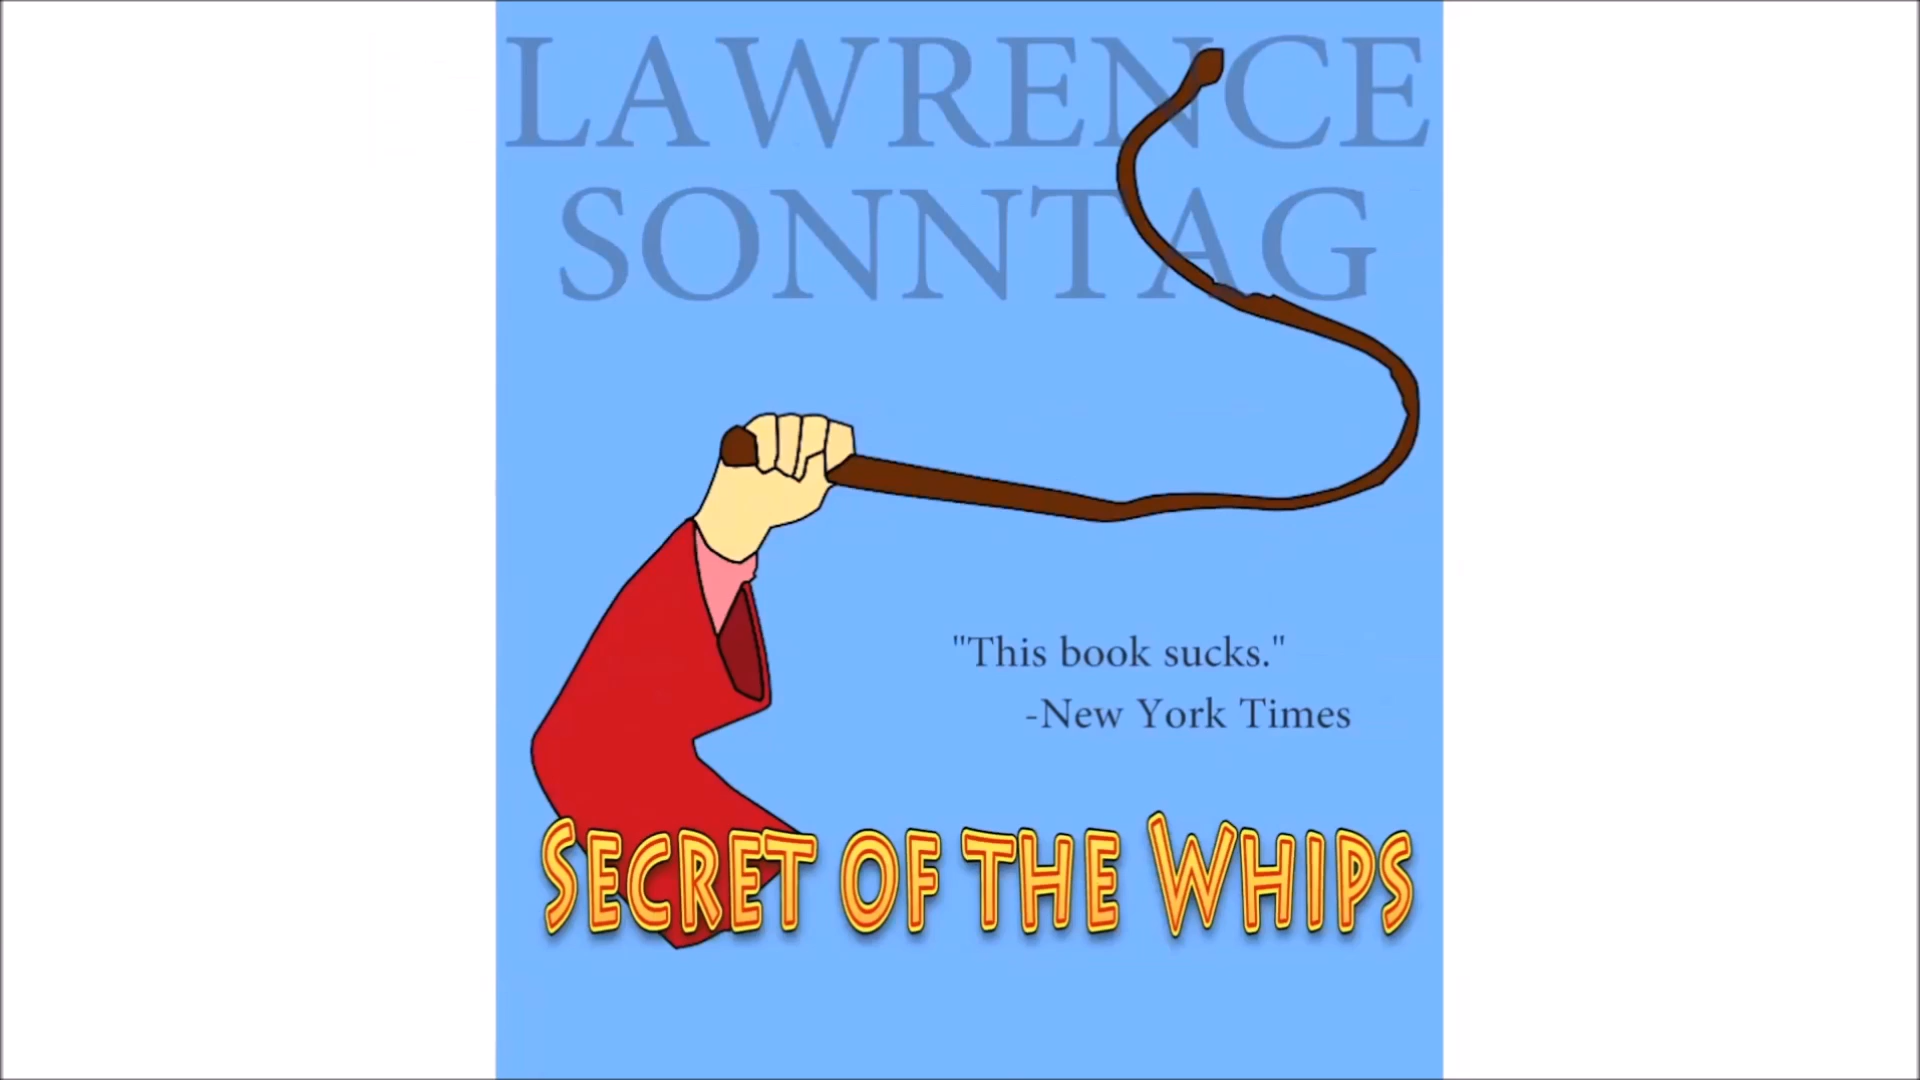 LAWRENCE
SONNTAG
"This book sucks."
-New York Times
SECRET OF THE WHIPS